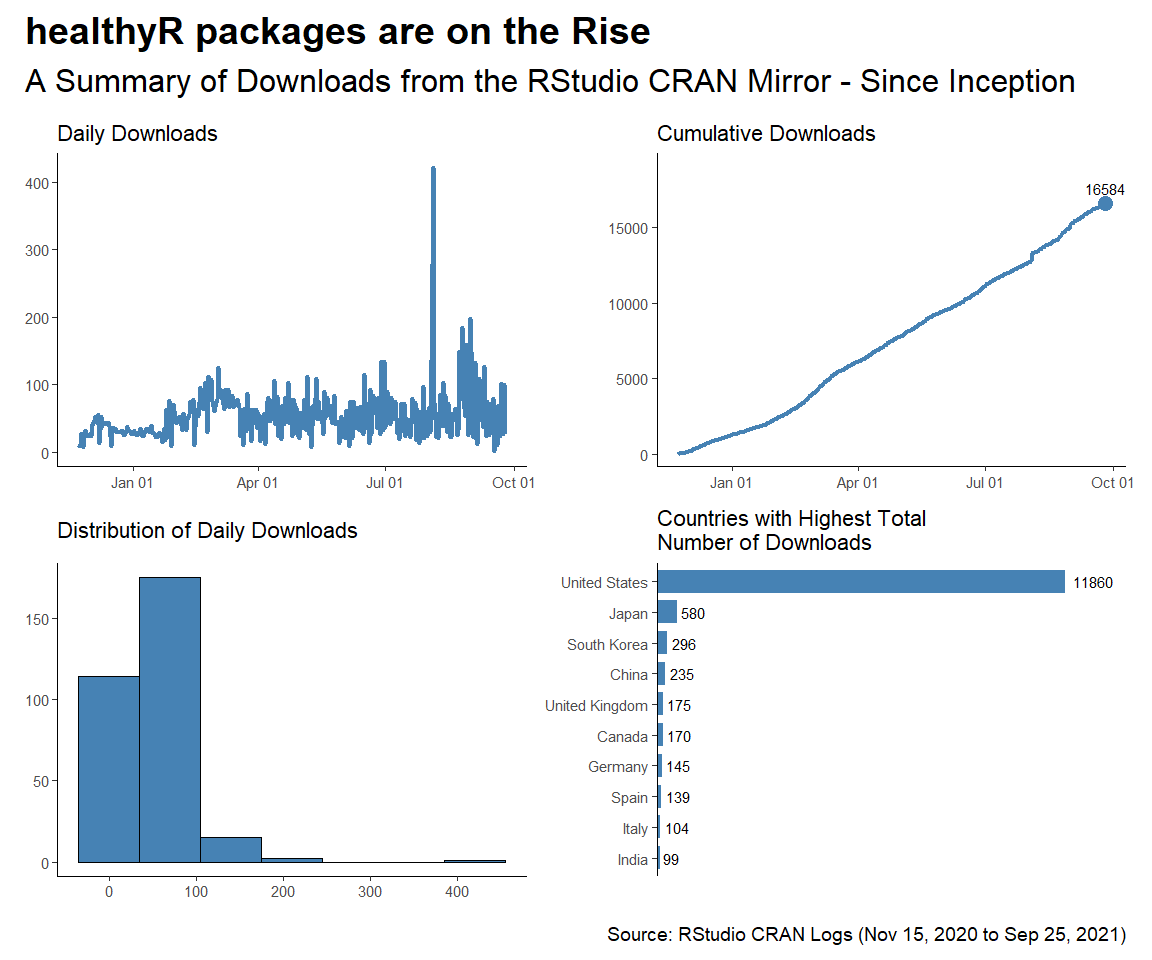 healthyR packages are on the Rise
A Summary of Downloads from the RStudio CRAN Mirror - Since Inception
Daily Downloads
400
300
200
100
0
Jan 01
Apr 01
Jul 01
Oct 01
Cumulative Downloads
16584
15000
10000
5000
0
Jan 01
Apr 01
Jul 01
Oct 01
Distribution of Daily Downloads
150
100
50
0
0
100
200
300
400
Countries with Highest Total
Number of Downloads
United States 11860
Japan 580
South Korea 296
China 235
United Kingdom 175
Canada 170
Germany 145
Spain 139
Italy 104
India 99
Source: RStudio CRAN Logs (Nov 15, 2020 to Sep 25, 2021)